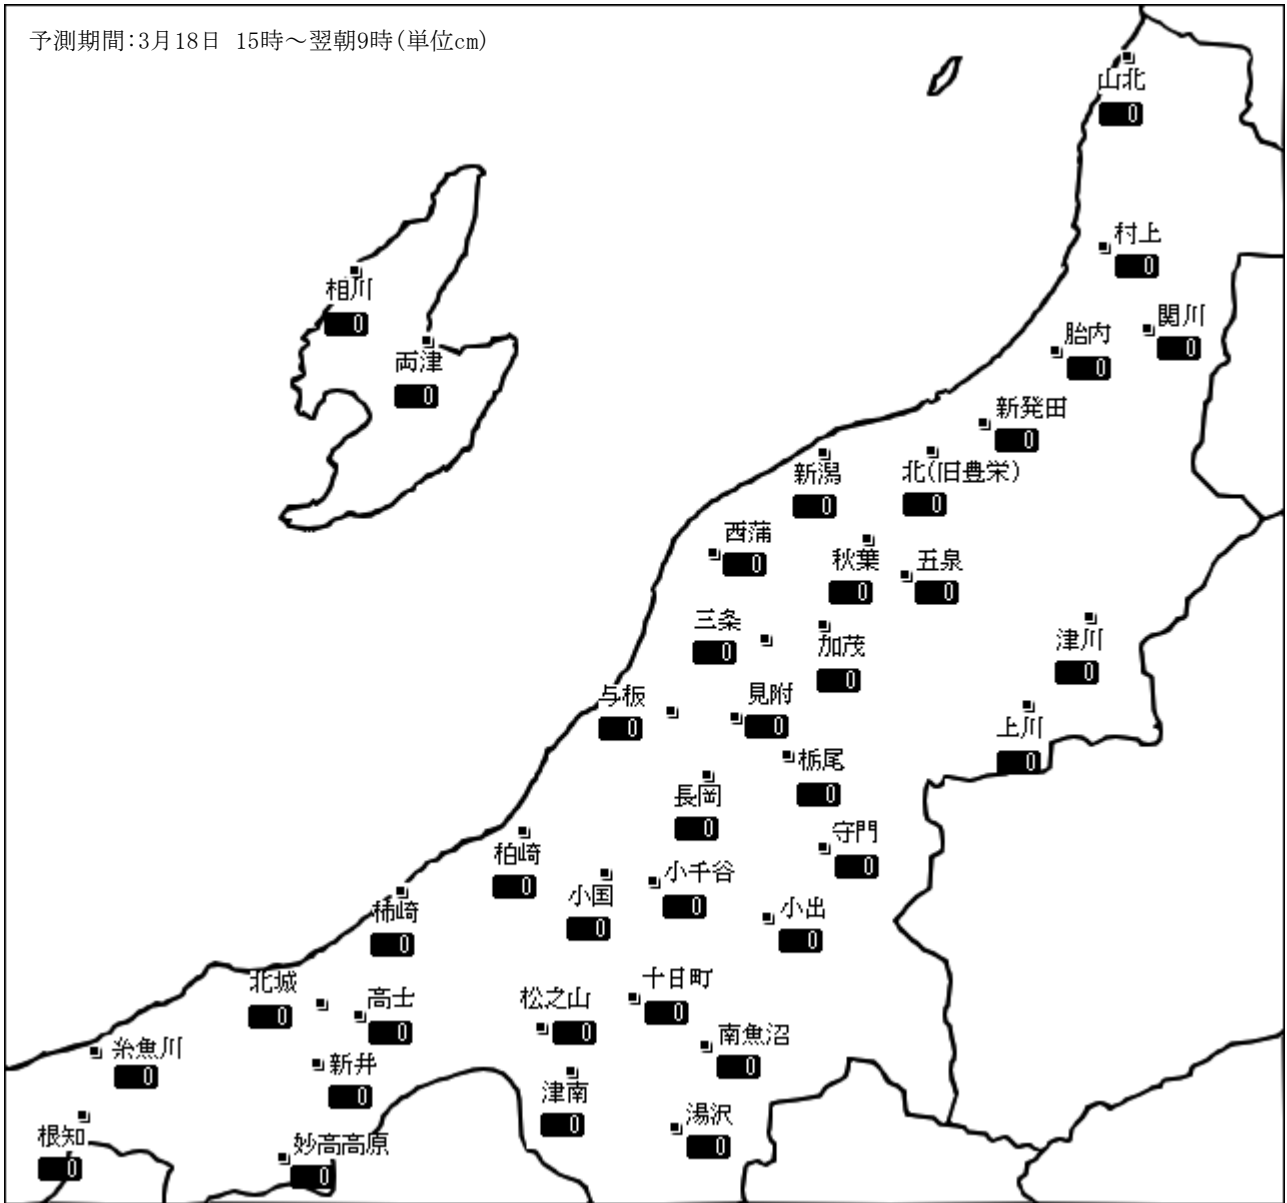 予測期間:3月18日 15時～翌朝9時(単位cm)
山北
0
村上
0
相川
0
関川
0
胎内
0
両津
0
新発田
0
新潟
0
北(旧豊栄)
0
西蒲
0
秋葉
0
五泉
0
三条
0
加茂
0
津川
0
与板
0
見附
0
上川
0
栃尾
0
長岡
0
守門
0
柏崎
0
小千谷
0
小国
0
小出
0
柿崎
0
北城
0
高士
0
松之山
0
十日町
0
南魚沼
0
糸魚川
0
新井
0
津南
0
湯沢
0
根知
0
妙高高原
0